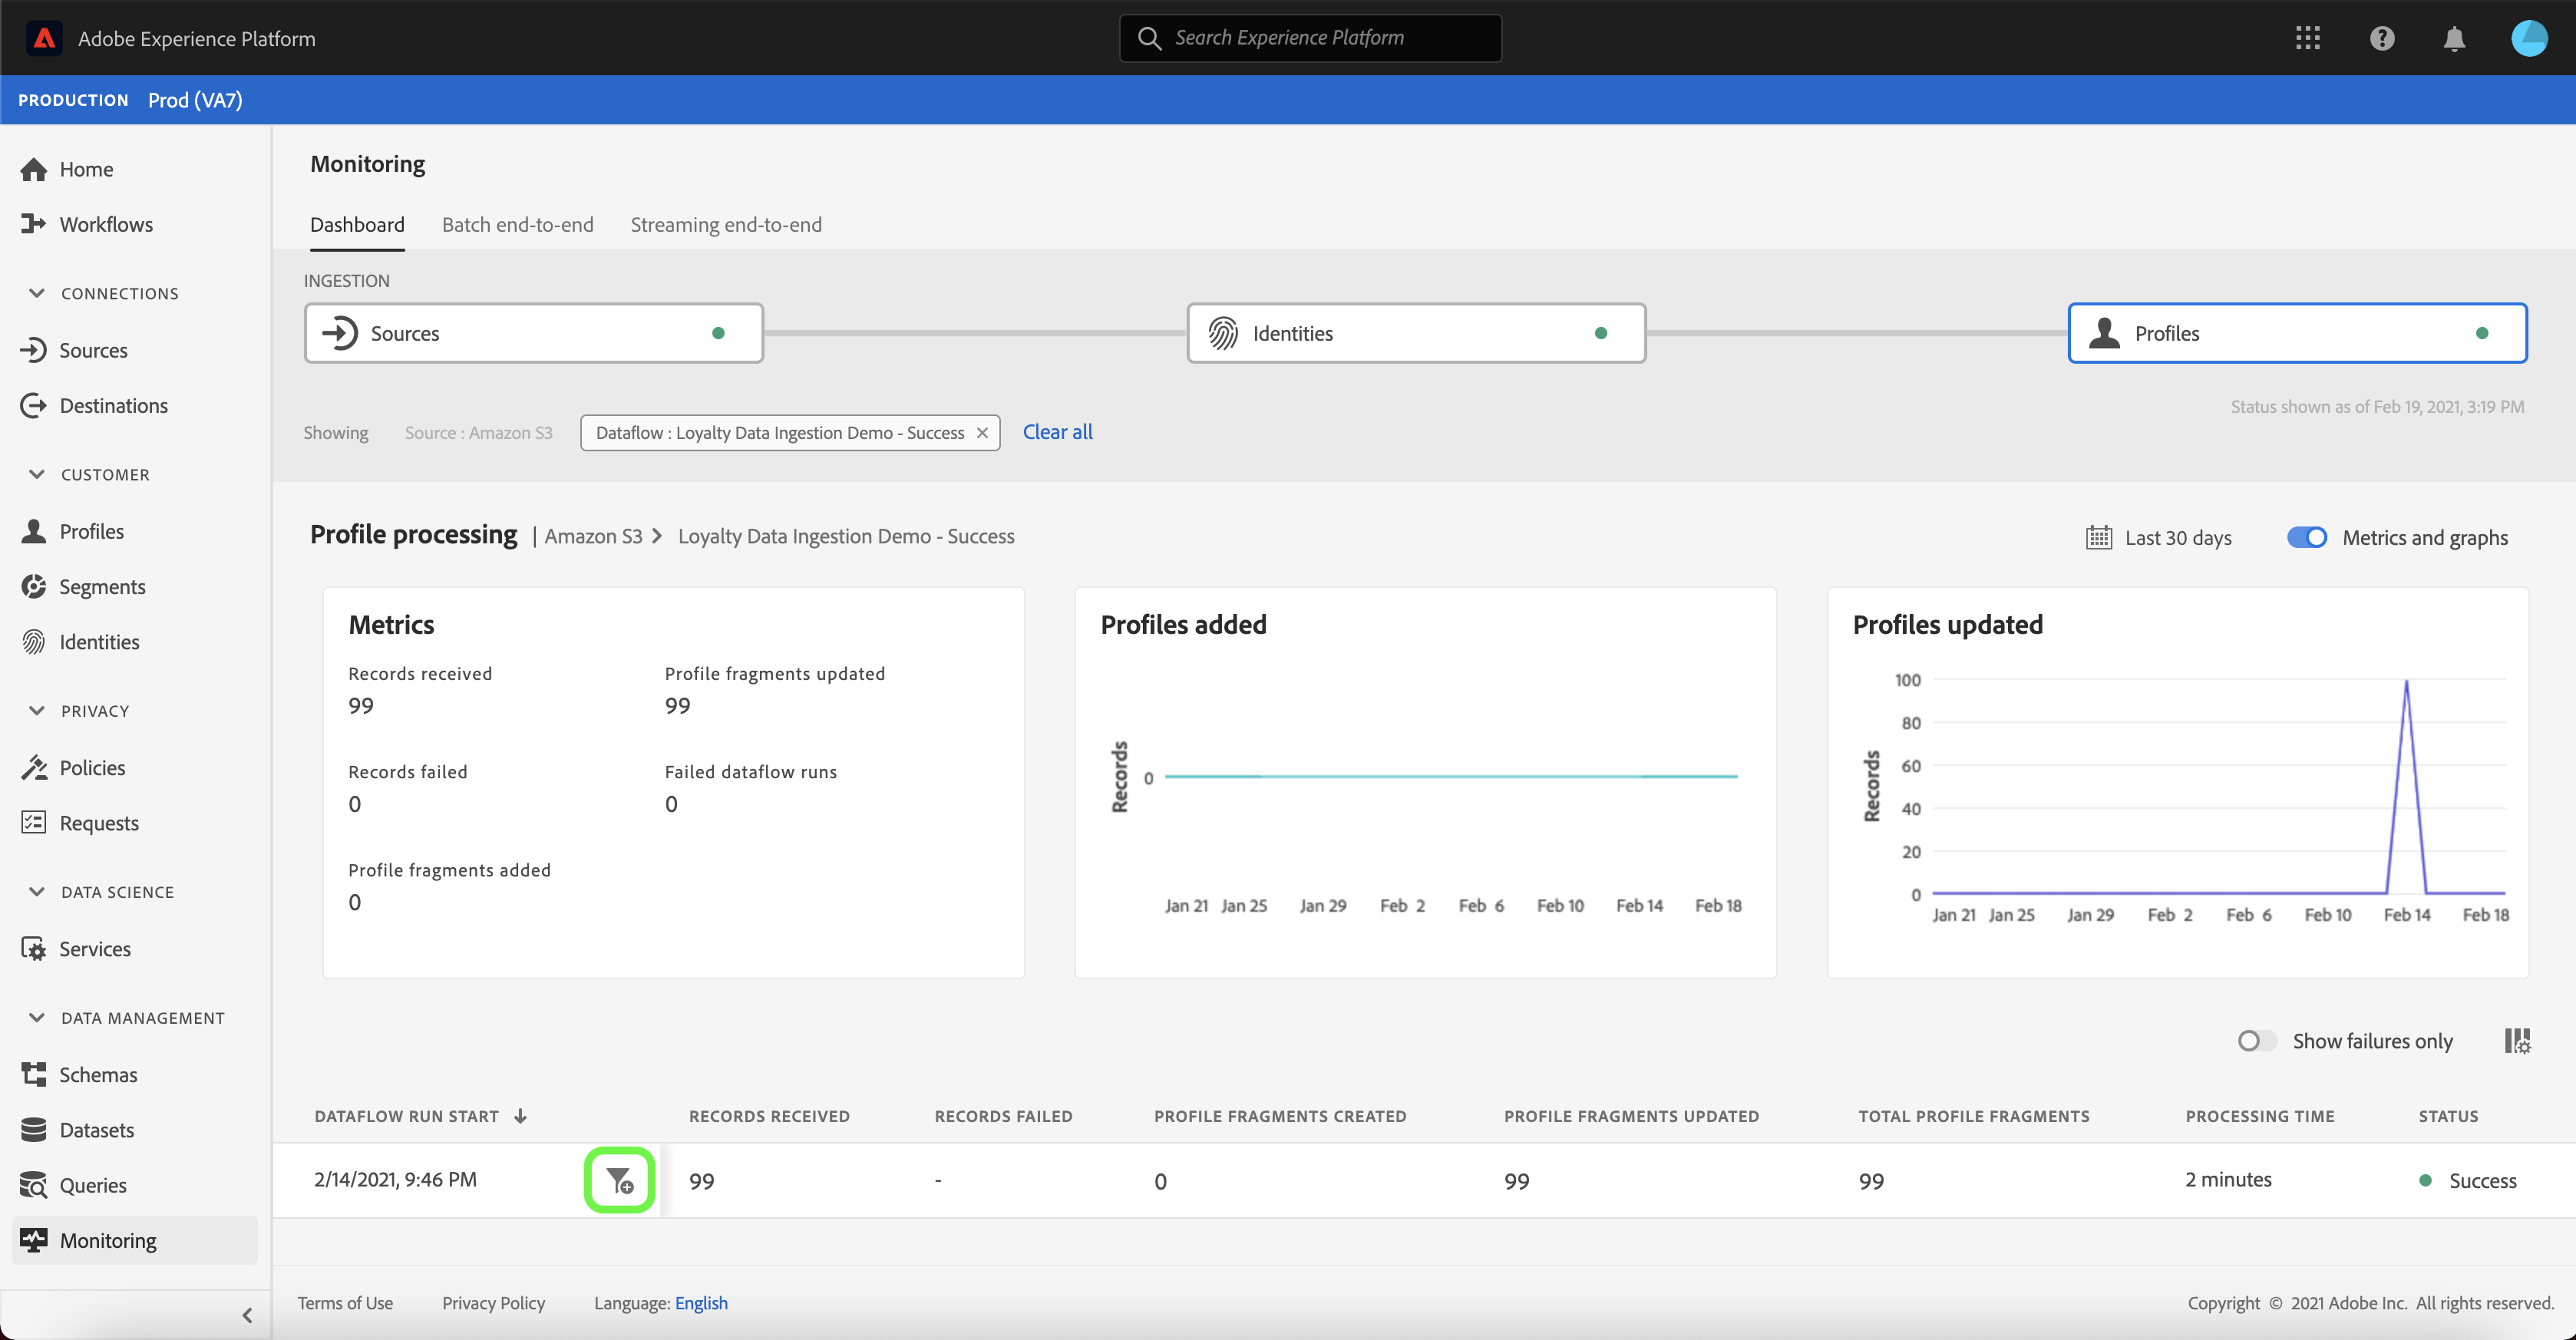 Adobe Experience Platform
Search Experience Platform
PRODUCTION Prod (VA7)
Home
Workflows
CONNECTIONS
Sources
Destinations
CUSTOMER
Profiles
Segments
Identities
PRIVACY
Policies
Requests
DATA SCIENCE
Services
DATA MANAGEMENT
Schemas
Datasets
Queries
Monitoring
Monitoring
Dashboard Batch end-to-end Streaming end-to-end
INGESTION
Sources Identities Profiles
Status shown as of Feb 19, 2021, 3:19 PM
Showing Source : Amazon S3 Dataflow : Loyalty Data Ingestion Demo - Success Clear all
Profile processing | Amazon S3 Loyalty Data Ingestion Demo - Success
Last 30 days Metrics and graphs
Metrics
Records received Profile fragments updated
99 99
Records failed Failed dataflow runs
0 0
Profile fragments added
0
Profiles added
Records
0
Jan 21 Jan 25 Jan 29 Feb 2 Feb 6 Feb 10 Feb 14 Feb 18
Profiles updated
Records
100
80
60
40
20
0
Jan 21 Jan 25 Jan 29 Feb 2 Feb 6 Feb 10 Feb 14 Feb 18
Show failures only
DATAFLOW RUN START RECORDS RECEIVED RECORDS FAILED PROFILE FRAGMENTS CREATED PROFILE FRAGMENTS UPDATED TOTAL PROFILE FRAGMENTS PROCESSING TIME STATUS
2/14/2021, 9:46 PM 99 - 0 99 99 2 minutes Success
Terms of Use Privacy Policy Language: English Copyright © 2021 Adobe Inc. All rights reserved.